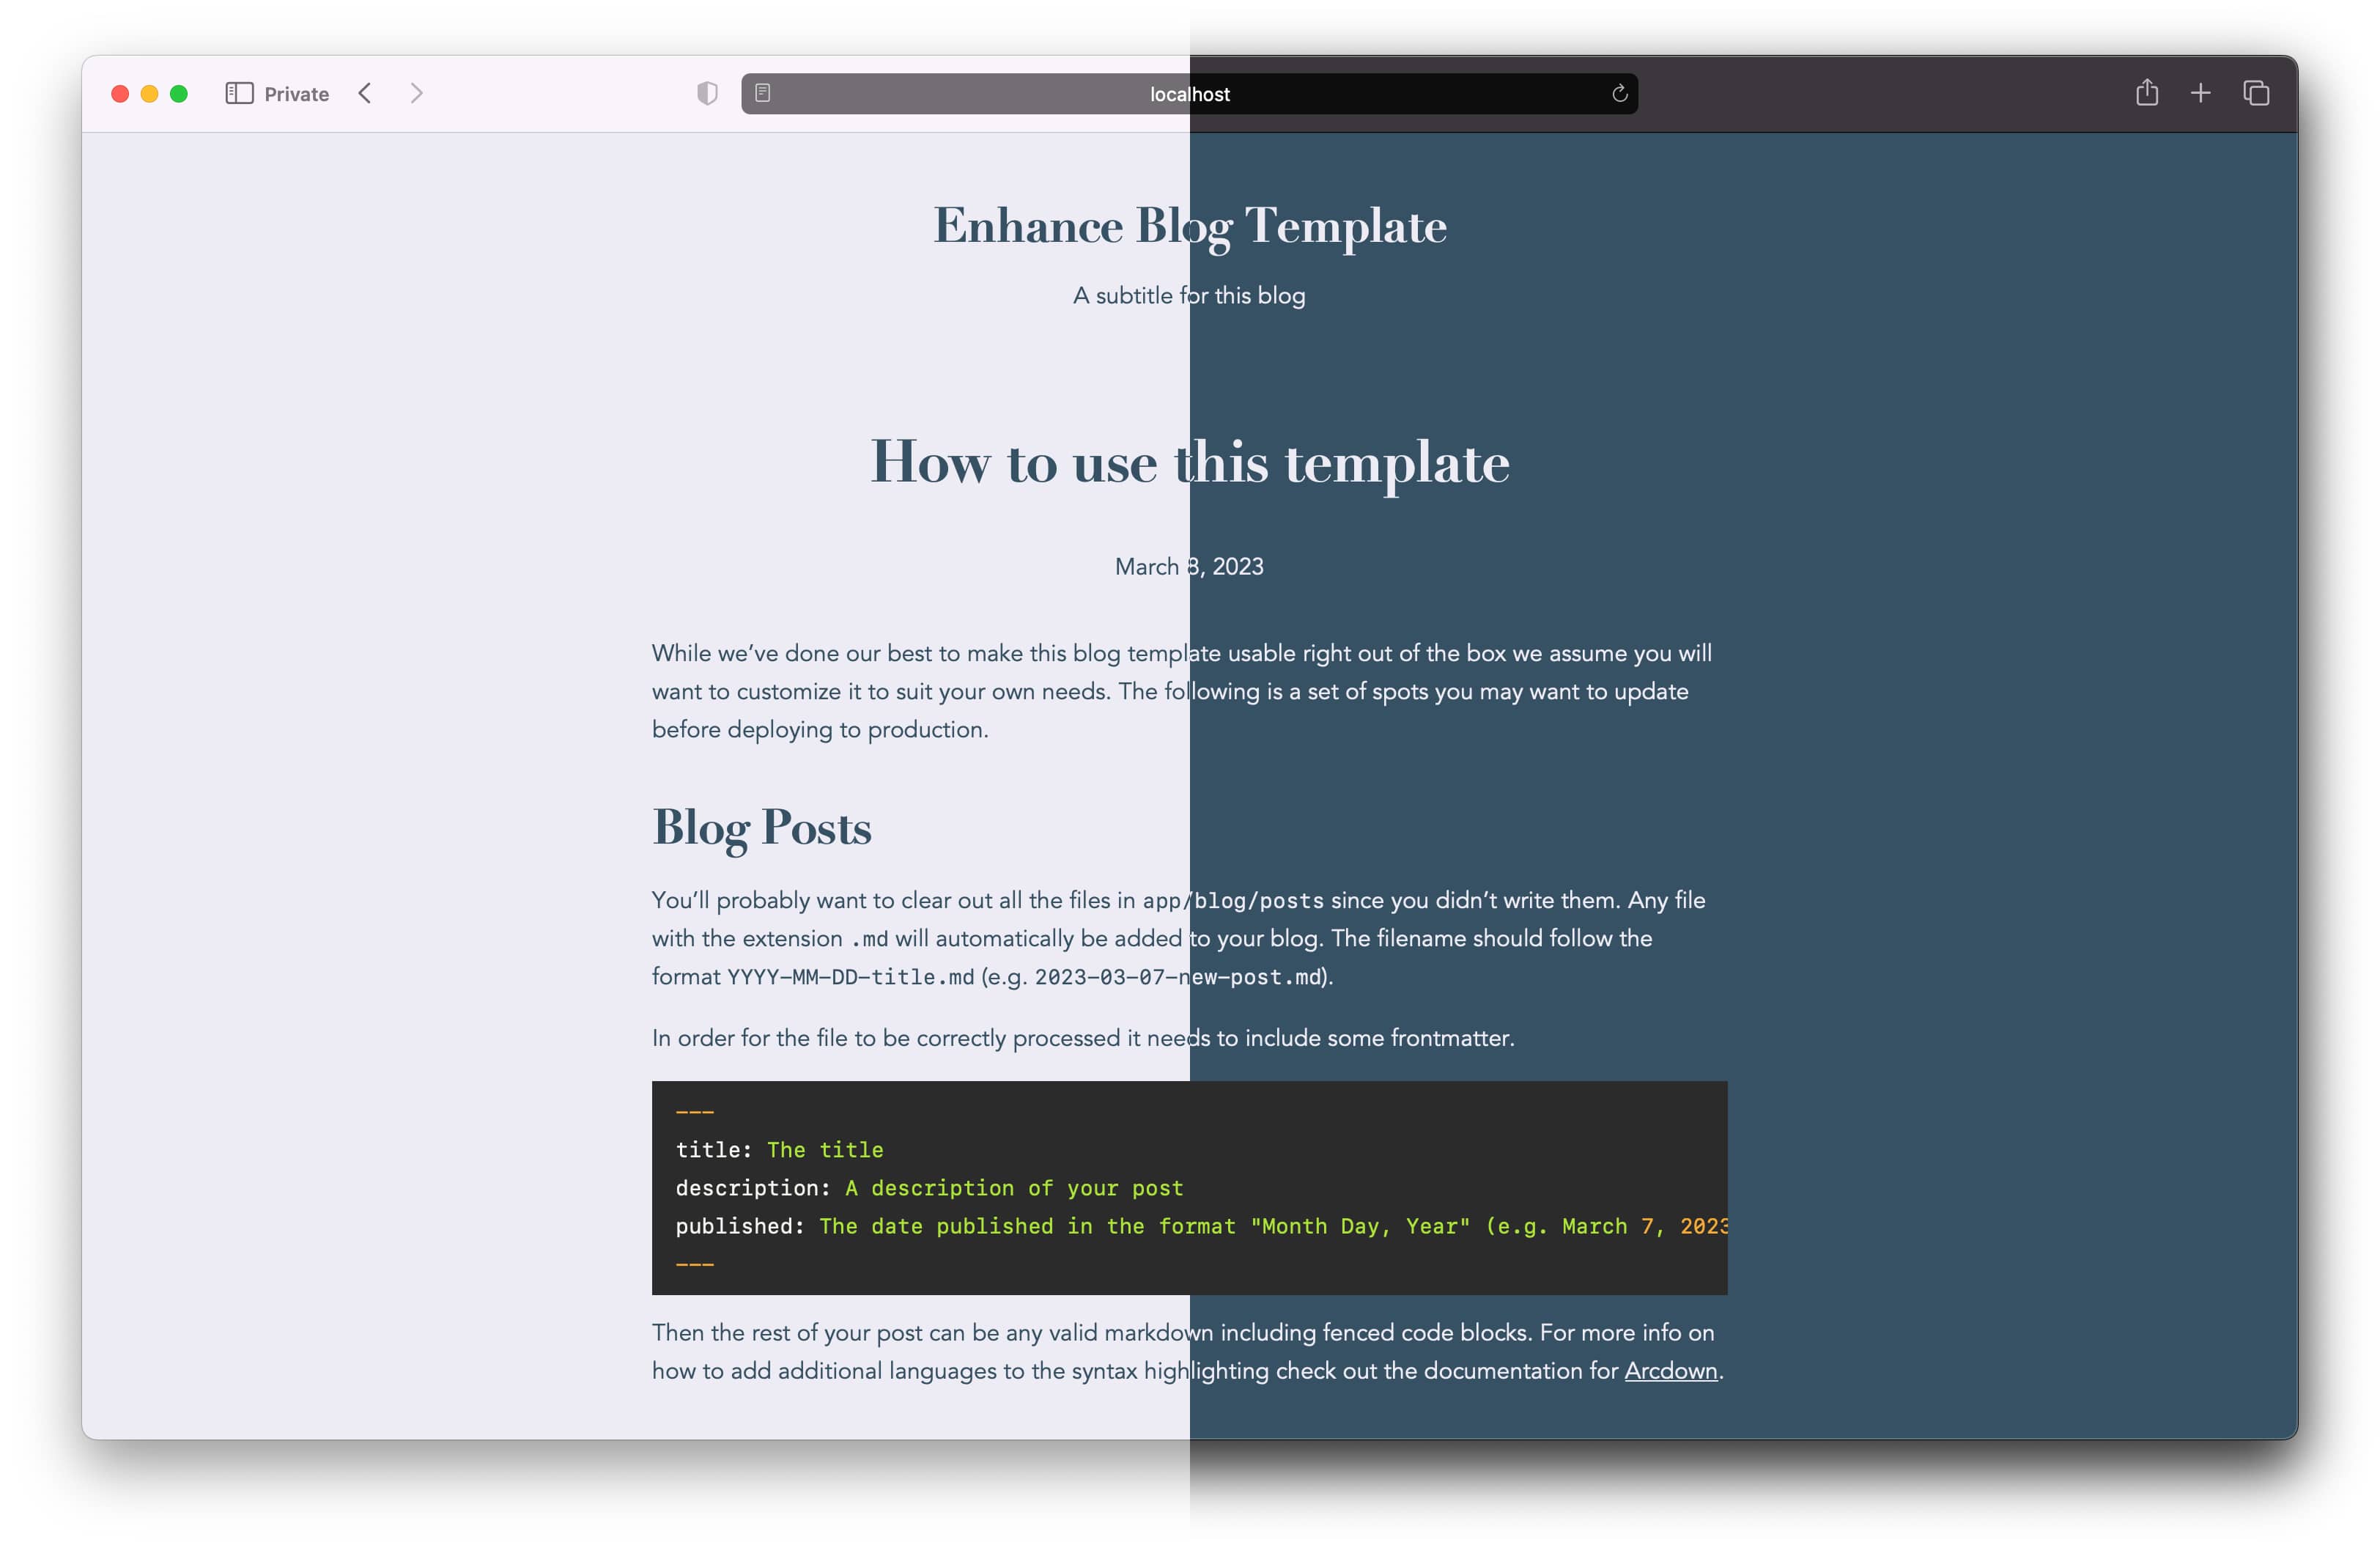 Private
localhost
Enhance Blog Template
A subtitle for this blog
How to use this template
March 8, 2023
While we’ve done our best to make this blog template usable right out of the box we assume you will
want to customize it to suit your own needs. The following is a set of spots you may want to update
before deploying to production.
Blog Posts
You’ll probably want to clear out all the files in app/blog/posts since you didn’t write them. Any file
with the extension .md will automatically be added to your blog. The filename should follow the
format YYYY-MM-DD-title.md (e.g. 2023-03-07-new-post.md).
In order for the file to be correctly processed it needs to include some frontmatter.
---
title: The title
description: A description of your post
published: The date published in the format "Month Day, Year" (e.g. March 7, 2023
---
Then the rest of your post can be any valid markdown including fenced code blocks. For more info on
how to add additional languages to the syntax highlighting check out the documentation for Arcdown.